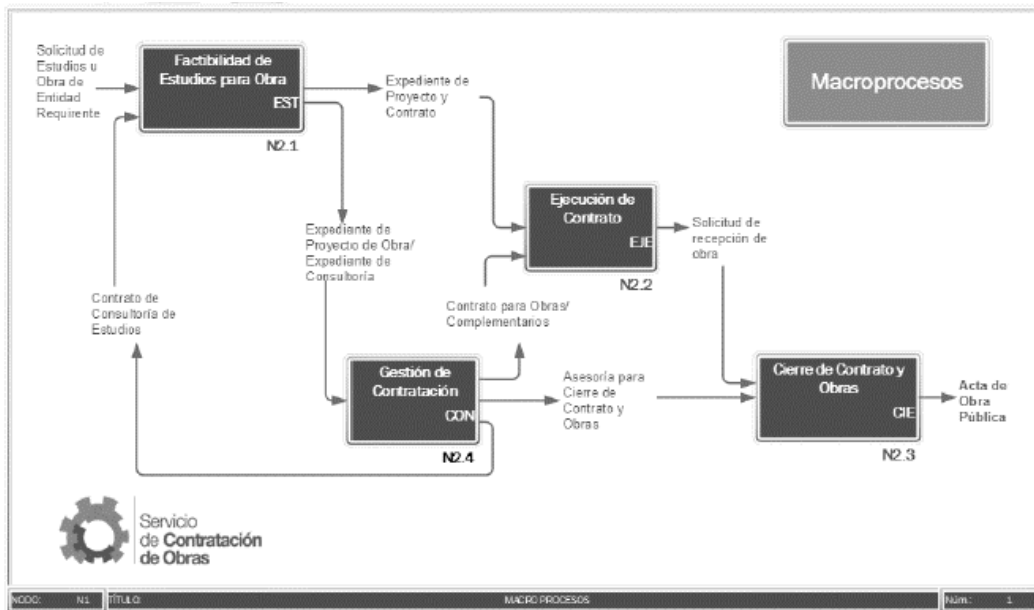 Solicitud de
Estudios u
Obra de
Entidad
Requirente
Factibilidad de
Estudios para Obra
EST
N2.1
Expediente de
Proyecto y
Contrato
Macroprocesos
Ejecución de
Contrato
EJE
N2.2
Solicitud de
recepción de
obra
Expediente de
Proyecto de Obra/
Expediente de
Consultoría
Contrato de
Consultoría de
Estudios
Contrato para Obras/
Complementarios
Gestión de
Contratación
CON
N2.4
Asesoría para
Cierre de
Contrato y
Obras
Cierre de Contrato y
Obras
CIE
N2.3
Acta de
Obra
Pública
Servicio
de Contratación
de Obras
NODO: N1 TÍTULO: MACRO PROCESOS Núm.: 1